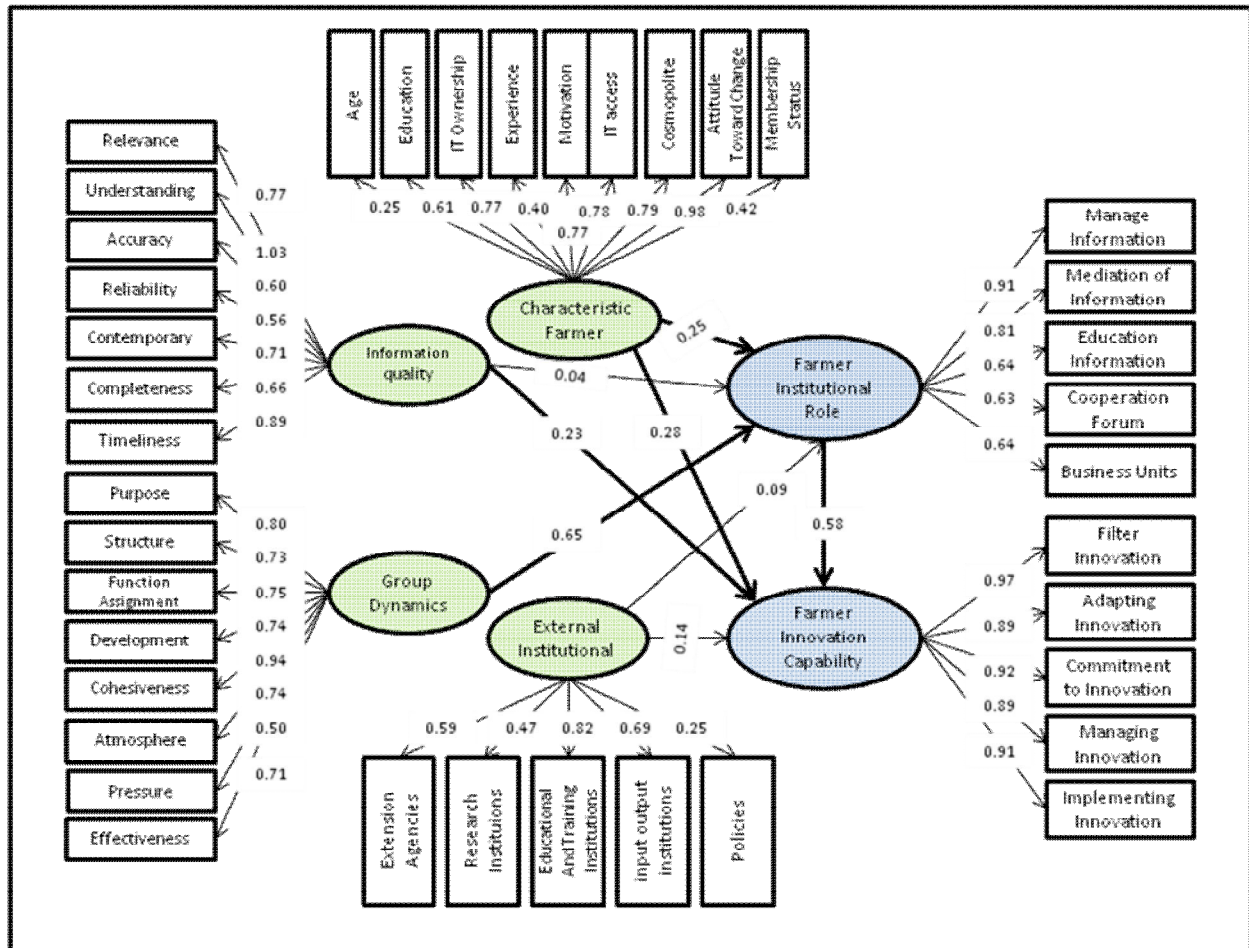 Age
Education
IT Ownership
Experience
Motivation
IT access
Cosmopolite
Attitude
Toward Change
Membership
Status
0.25
0.61
0.77
0.40
0.77
0.78
0.79
0.98
0.42
Relevance
Understanding
Accuracy
Reliability
Contemporary
Completeness
Timeliness
0.77
1.03
0.60
0.56
0.71
0.66
0.89
Purpose
Structure
Function
Assignment
Development
Cohesiveness
Atmosphere
Pressure
Effectiveness
0.80
0.73
0.75
0.74
0.94
0.74
0.50
0.71
Characteristic
Farmer
Information
quality
Group
Dynamics
External
Institutional
0.25
0.04
0.23
0.28
0.65
0.09
0.14
0.58
Farmer
Institutional
Role
Farmer
Innovation
Capability
0.91
0.81
0.64
0.63
0.64
Manage
Information
Mediation of
Information
Education
Information
Cooperation
Forum
Business Units
0.97
0.89
0.92
0.89
0.91
Filter
Innovation
Adapting
Innovation
Commitment
to Innovation
Managing
Innovation
Implementing
Innovation
0.59
0.47
0.82
0.69
0.25
Extension
Agencies
Research
Instituions
Educational
AndTraining
Institutions
input output
institutions
Policies